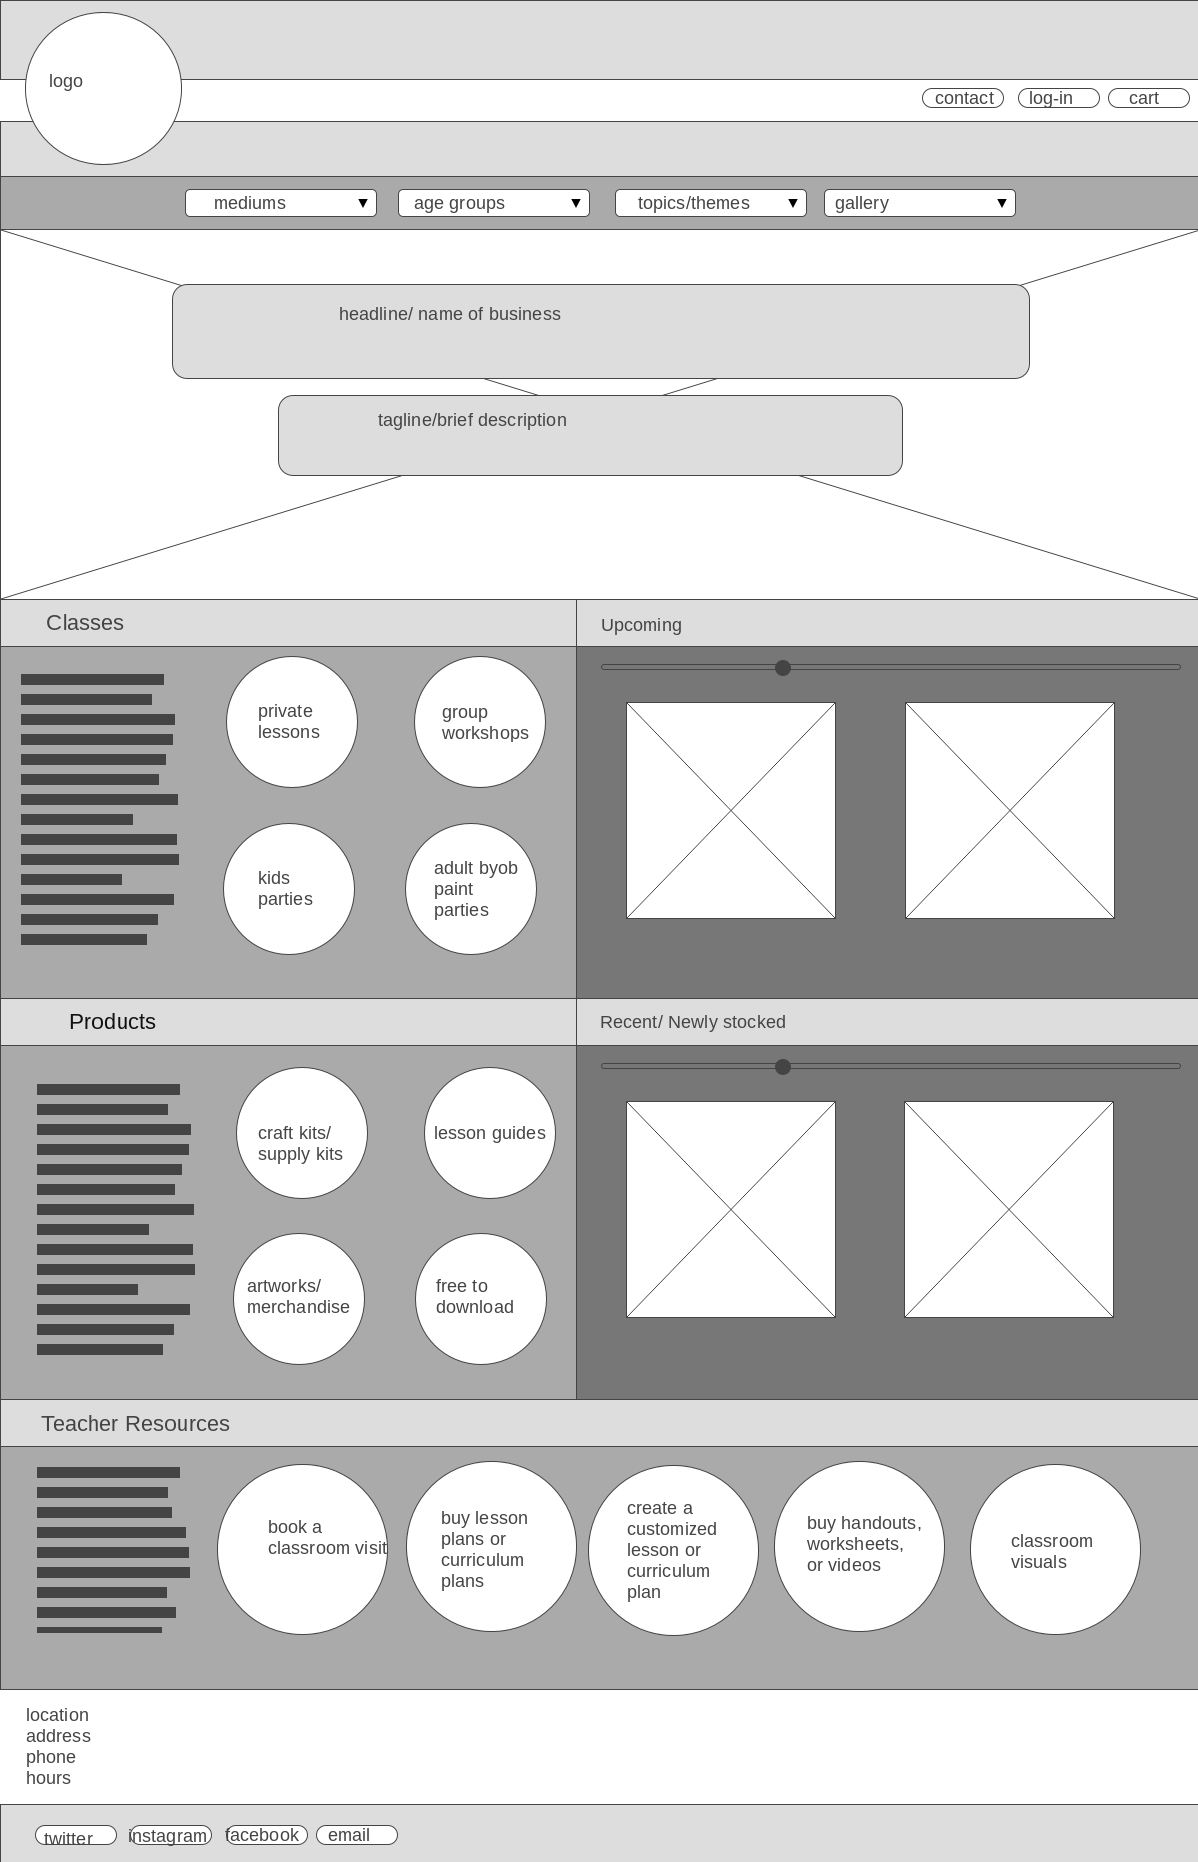 logo
contact
log-in
cart
mediums
age groups
topics/themes
gallery
headline/ name of business
tagline/brief description
Classes
Upcoming
private
lessons
group
workshops
kids
parties
adult byob
paint
parties
Products
Recent/ Newly stocked
craft kits/
supply kits
lesson guides
artworks/
merchandise
free to
download
Teacher Resources
book a
classroom visit
buy lesson
plans or
curriculum
plans
create a
customized
lesson or
curriculum
plan
buy handouts,
worksheets,
or videos
classroom
visuals
location
address
phone
hours
twitter
instagram
facebook
email